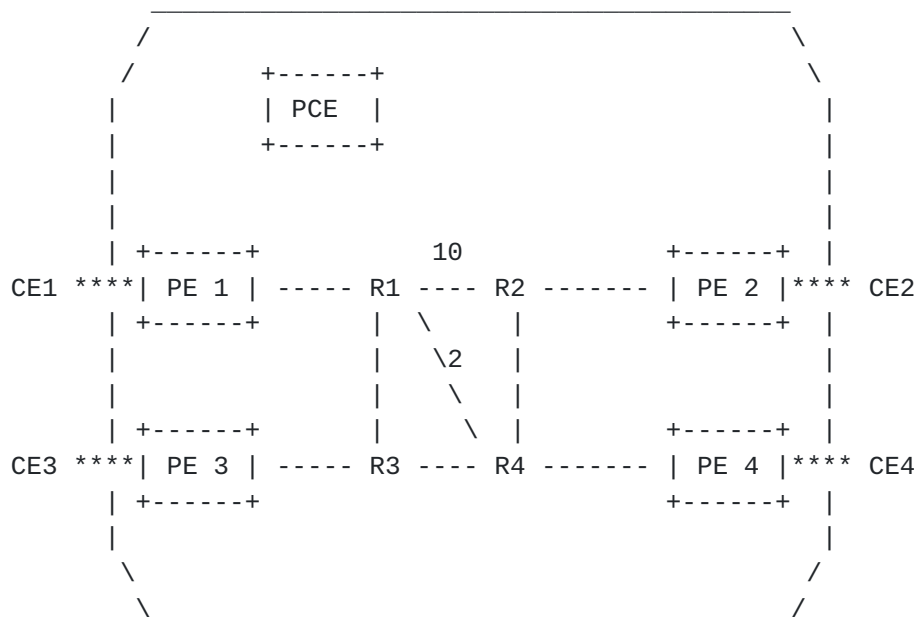 PCE
10
CE1 ****| PE 1 | ----- R1 ---- R2 ------- | PE 2 |**** CE2
2
CE3 ****| PE 3 | ----- R3 ---- R4 ------- | PE 4 |**** CE4